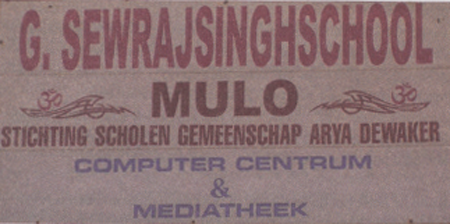 G. SEWRAJSINGHSCHOOL
ॐ MULO ॐ
STICHTING SCHOLEN GEMEENSCHAP ARYA DEWAKER
COMPUTER CENTRUM
&
MEDIATHEEK